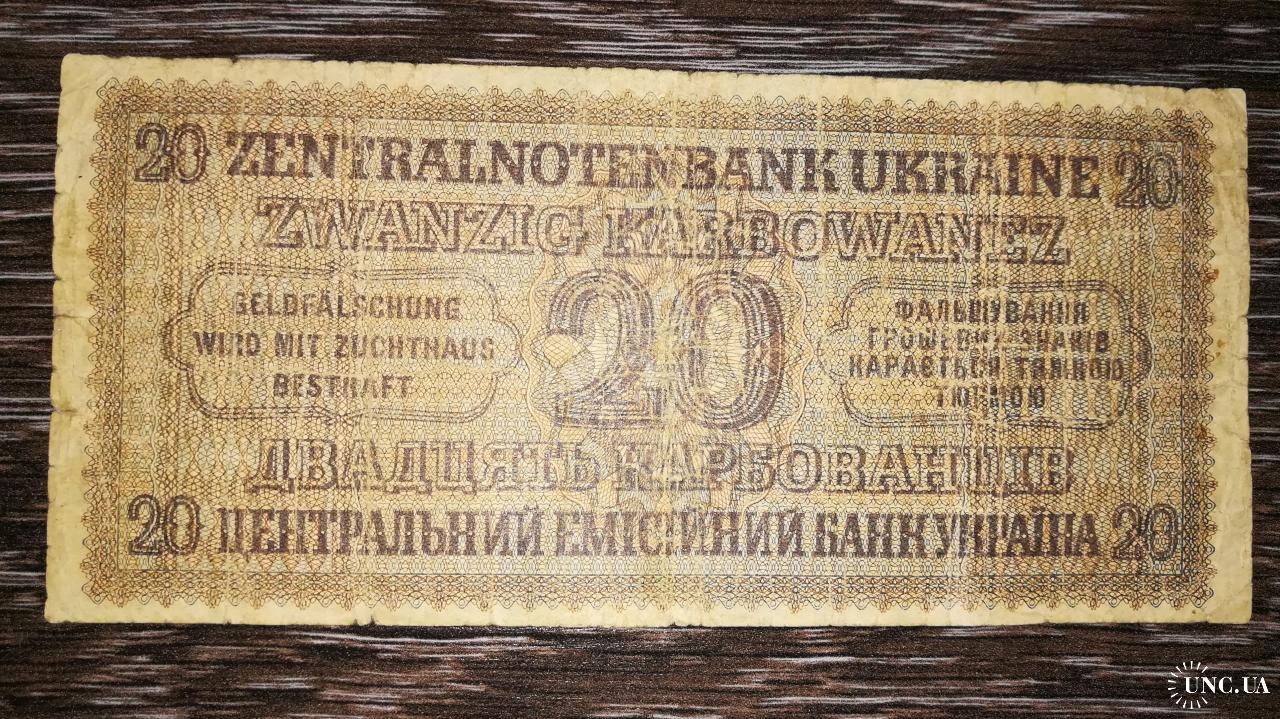 20 ZENTRALNOTENBANK UKRAINE 20
ZWANZIG KARBOWANEZ
GELDFÄLSCHUNG
WIRD MIT ZUCHTHAUS
BESTRAFT
20
ФАЛЬШУВАННЯ
ГРОШЕВИХ ЗНАКІВ
КАРАЄТЬСЯ ТЯЖКОЮ
ТЮРМОЮ
ДВАДЦЯТЬ КАРБОВАНЦІВ
20 ЦЕНТРАЛЬНИЙ ЕМІСІЙНИЙ БАНК УКРАЇНА 20
UNC.UA